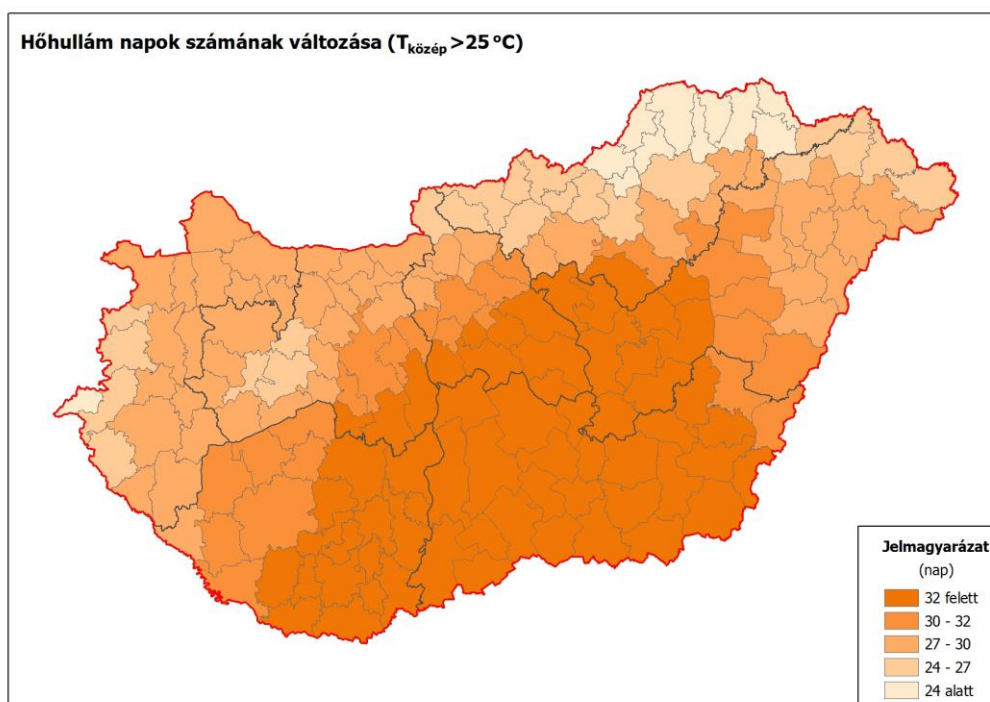 Hőhullám napok számának változása (Tközép >25 °C)
Jelmagyarázat
(nap)
32 felett
30 - 32
27 - 30
24 - 27
24 alatt